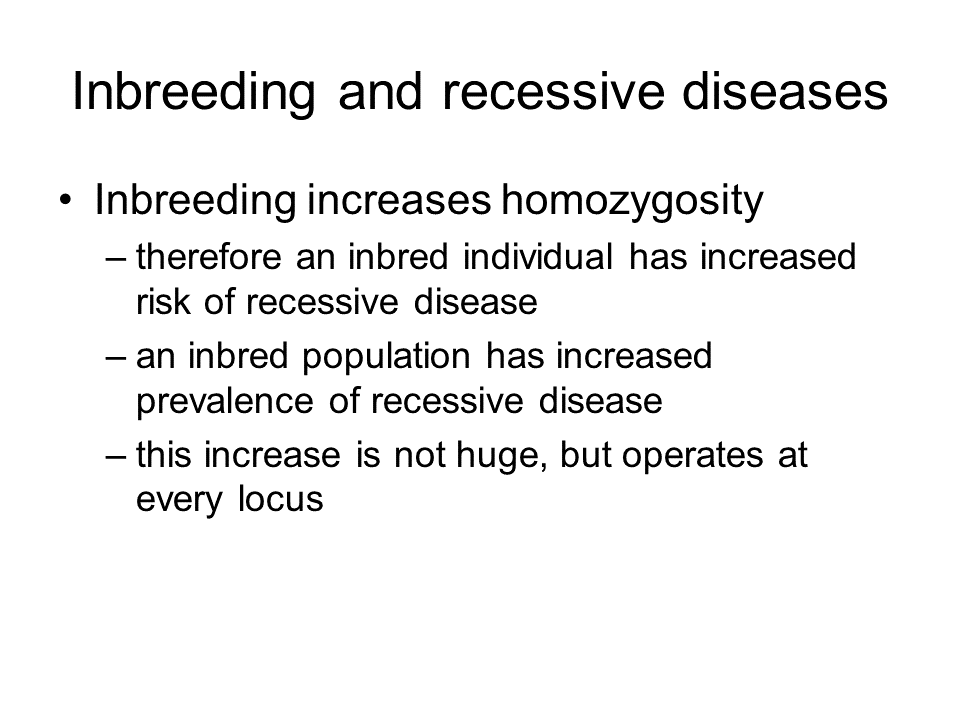 Inbreeding and recessive diseases
• Inbreeding increases homozygosity
– therefore an inbred individual has increased
risk of recessive disease
– an inbred population has increased
prevalence of recessive disease
– this increase is not huge, but operates at
every locus